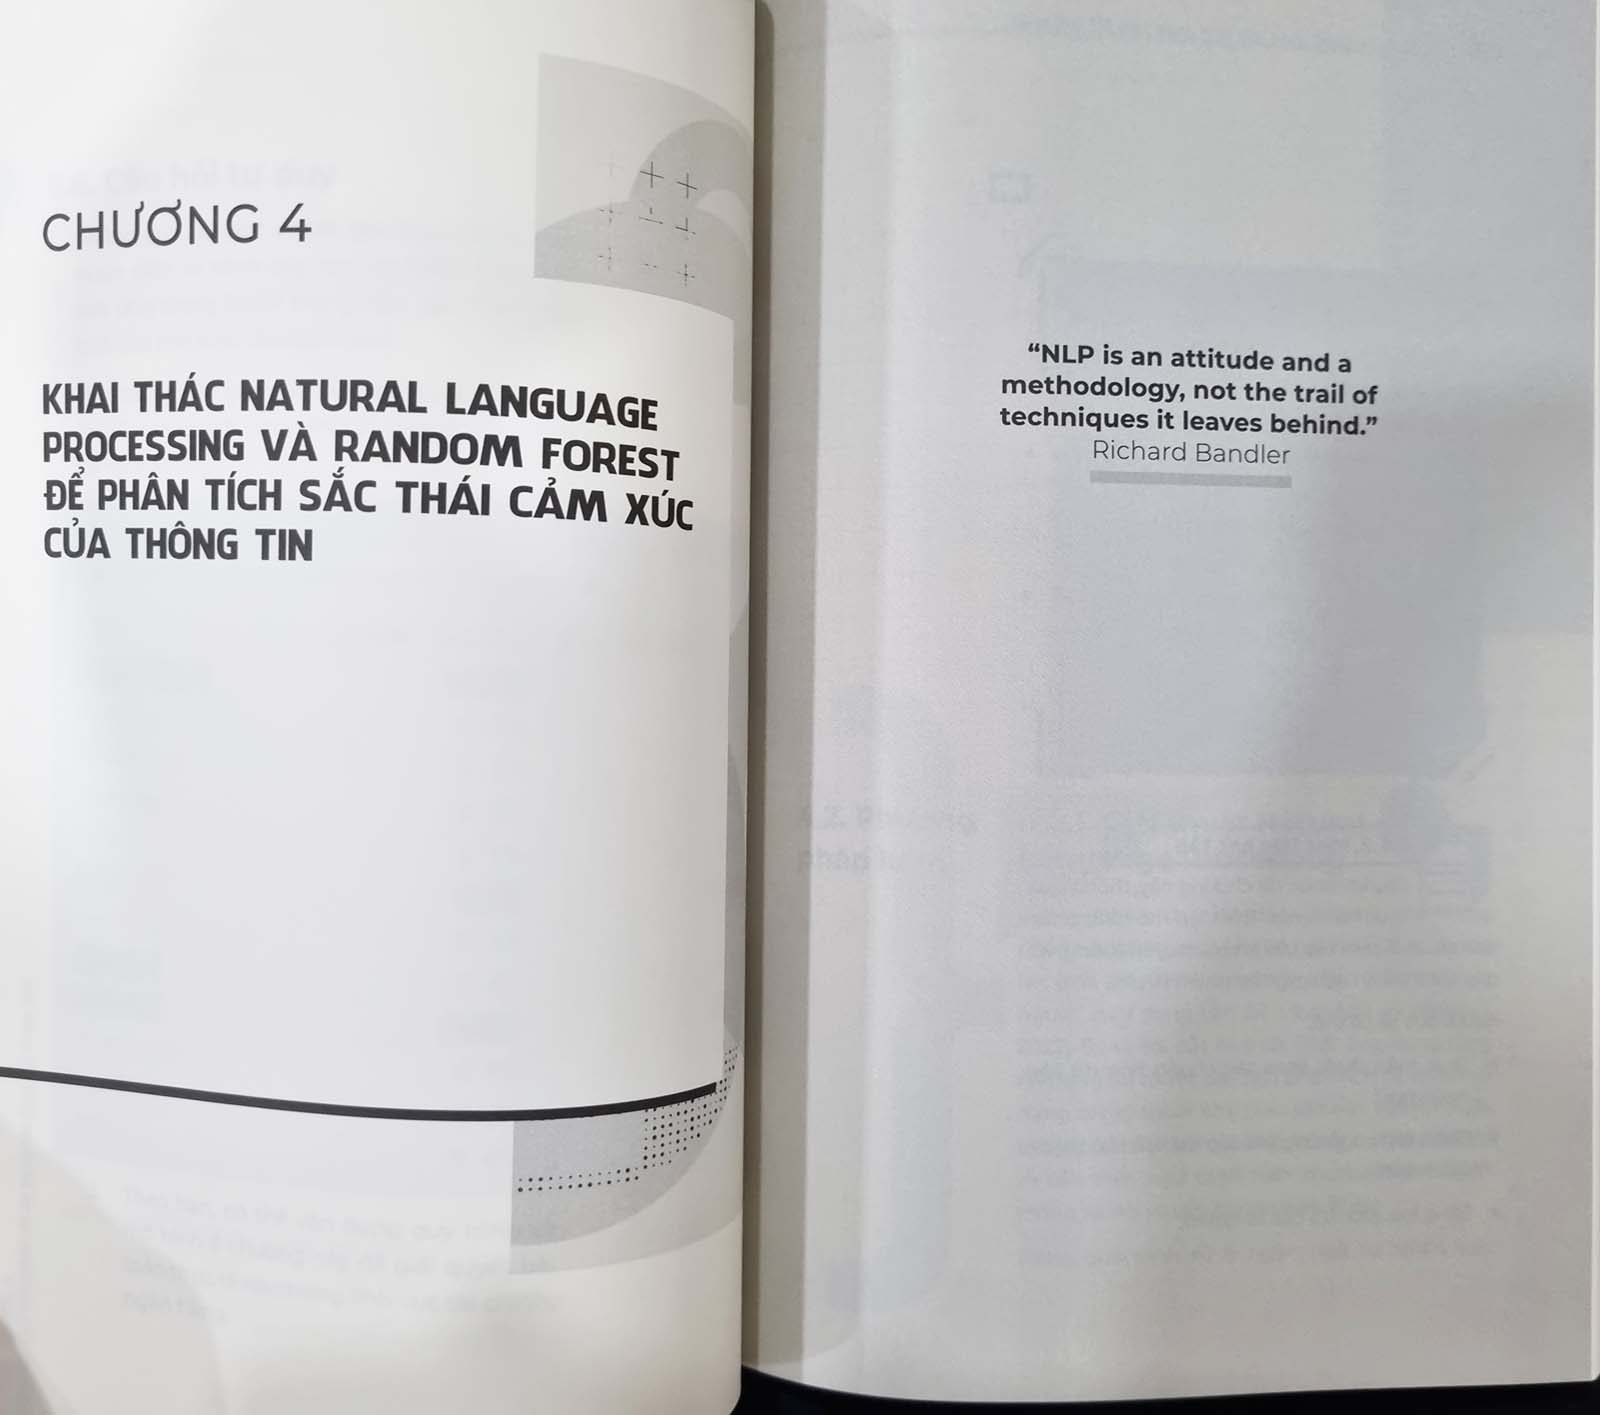 CHƯƠNG 4
KHAI THÁC NATURAL LANGUAGE
PROCESSING VÀ RANDOM FOREST
ĐỂ PHÂN TÍCH SẮC THÁI CẢM XÚC
CỦA THÔNG TIN
“NLP is an attitude and a
methodology, not the trail of
techniques it leaves behind.”
Richard Bandler